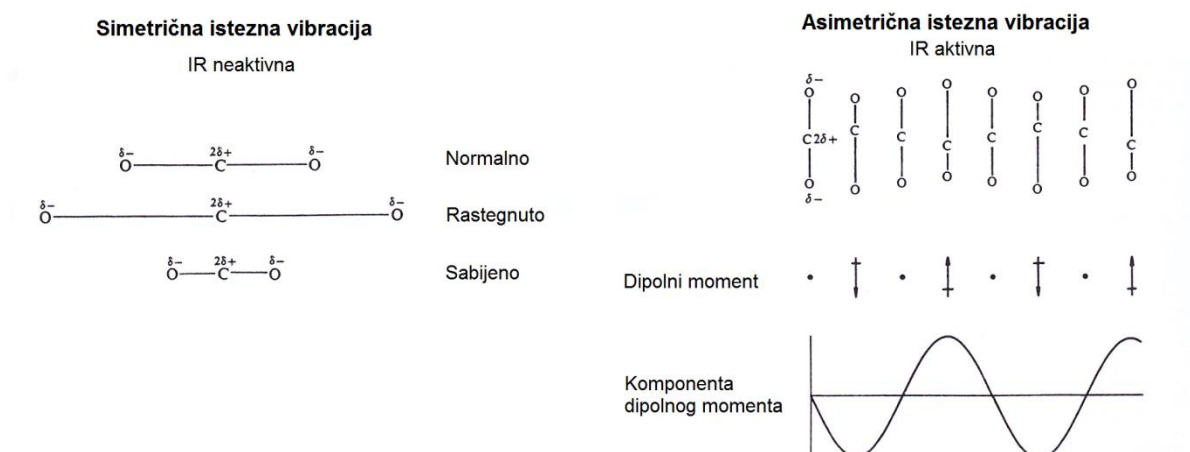 Simetrična istezna vibracija
IR neaktivna
δ− 2δ+ δ−
O C O
Normalno
δ− 2δ+ δ−
O C O
Rastegnuto
δ− 2δ+ δ−
O C O
Sabijeno
Asimetrična istezna vibracija
IR aktivna
δ−
O O O O O O O O
C 2δ+ C C C C C C C
O O O O O O O O
δ−
Dipolni moment
Komponenta
dipolnog momenta